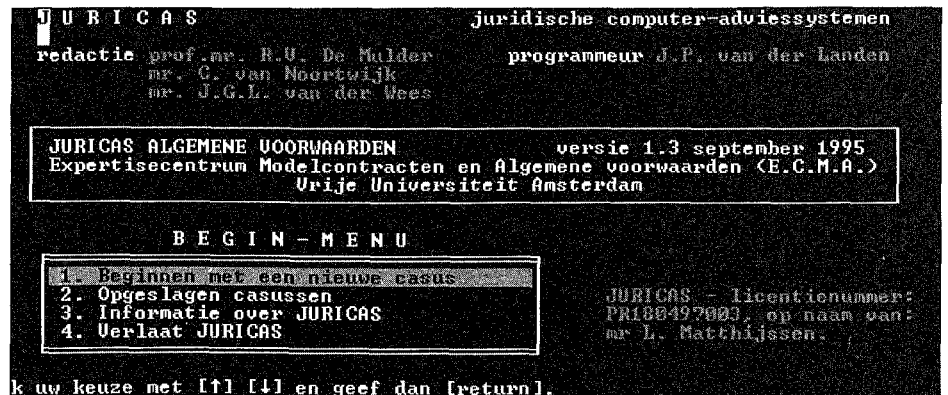 J U R I C A S juridische computer-adviessystemen
redactie prof.mr. R.V. De Mulder programmeur J.P. van der Landen
mr. C. van Noortwijk
mr. J.G.L. van der Wees
JURICAS ALGEMENE VOORWAARDEN versie 1.3 september 1995
Expertisecentrum Modelcontracten en Algemene voorwaarden (E.C.M.A.)
Vrije Universiteit Amsterdam
B E G I N - M E N U
1. Beginnen met een nieuwe casus
2. Opgeslagen casussen
3. Informatie over JURICAS
4. Verlaat JURICAS
JURICAS - licentienummer:
PR180497003, op naam van:
mr L. Matthijssen.
k uw keuze met [↑] [↓] en geef dan [return].